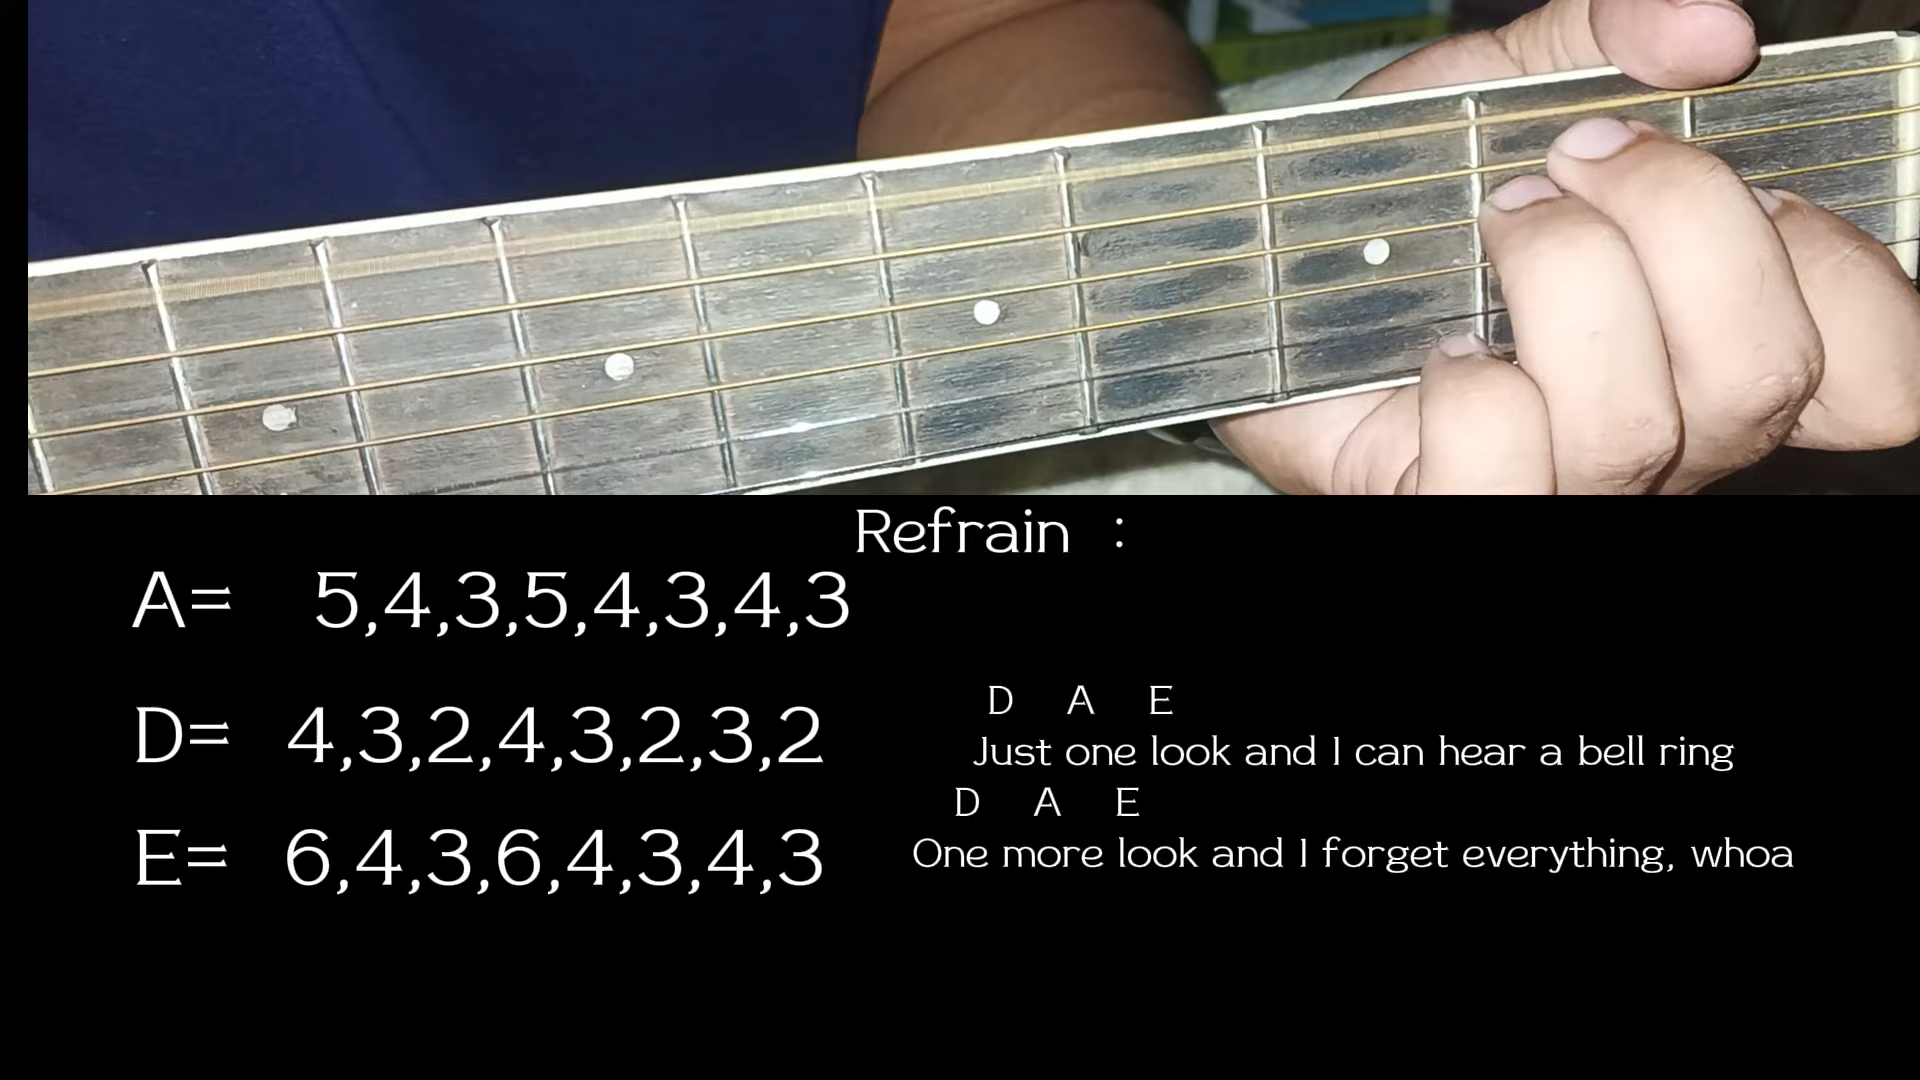 Refrain :
A= 5,4,3,5,4,3,4,3
D= 4,3,2,4,3,2,3,2
E= 6,4,3,6,4,3,4,3
D A E
Just one look and I can hear a bell ring
D A E
One more look and I forget everything, whoa